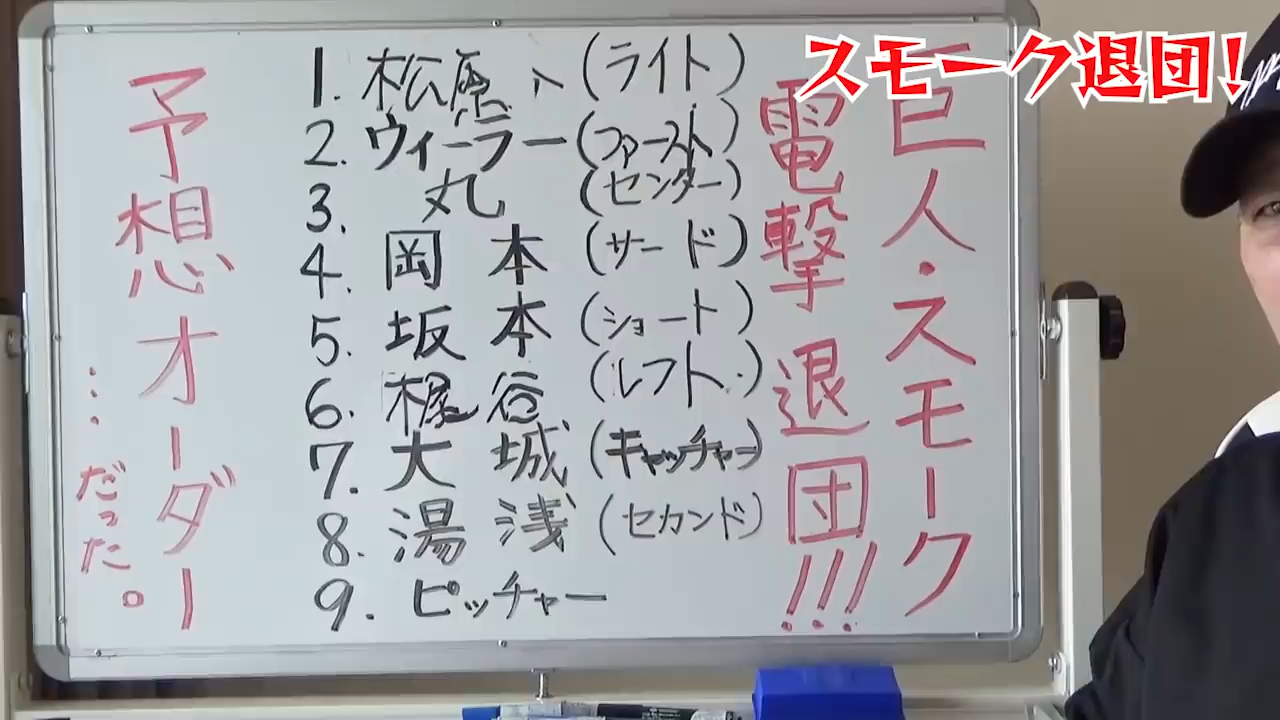 スモーク退団!
巨人・スモーク
電撃退団!!!
1. 松原 (ライト)
2. ウィーラー (ファースト)
3. 丸 (センター)
4. 岡本 (サード)
5. 坂本 (ショート)
6. 梶谷 (レフト)
7. 大城 (キャッチャー)
8. 湯浅 (セカンド)
9. ピッチャー
予想オーダー
…だった。